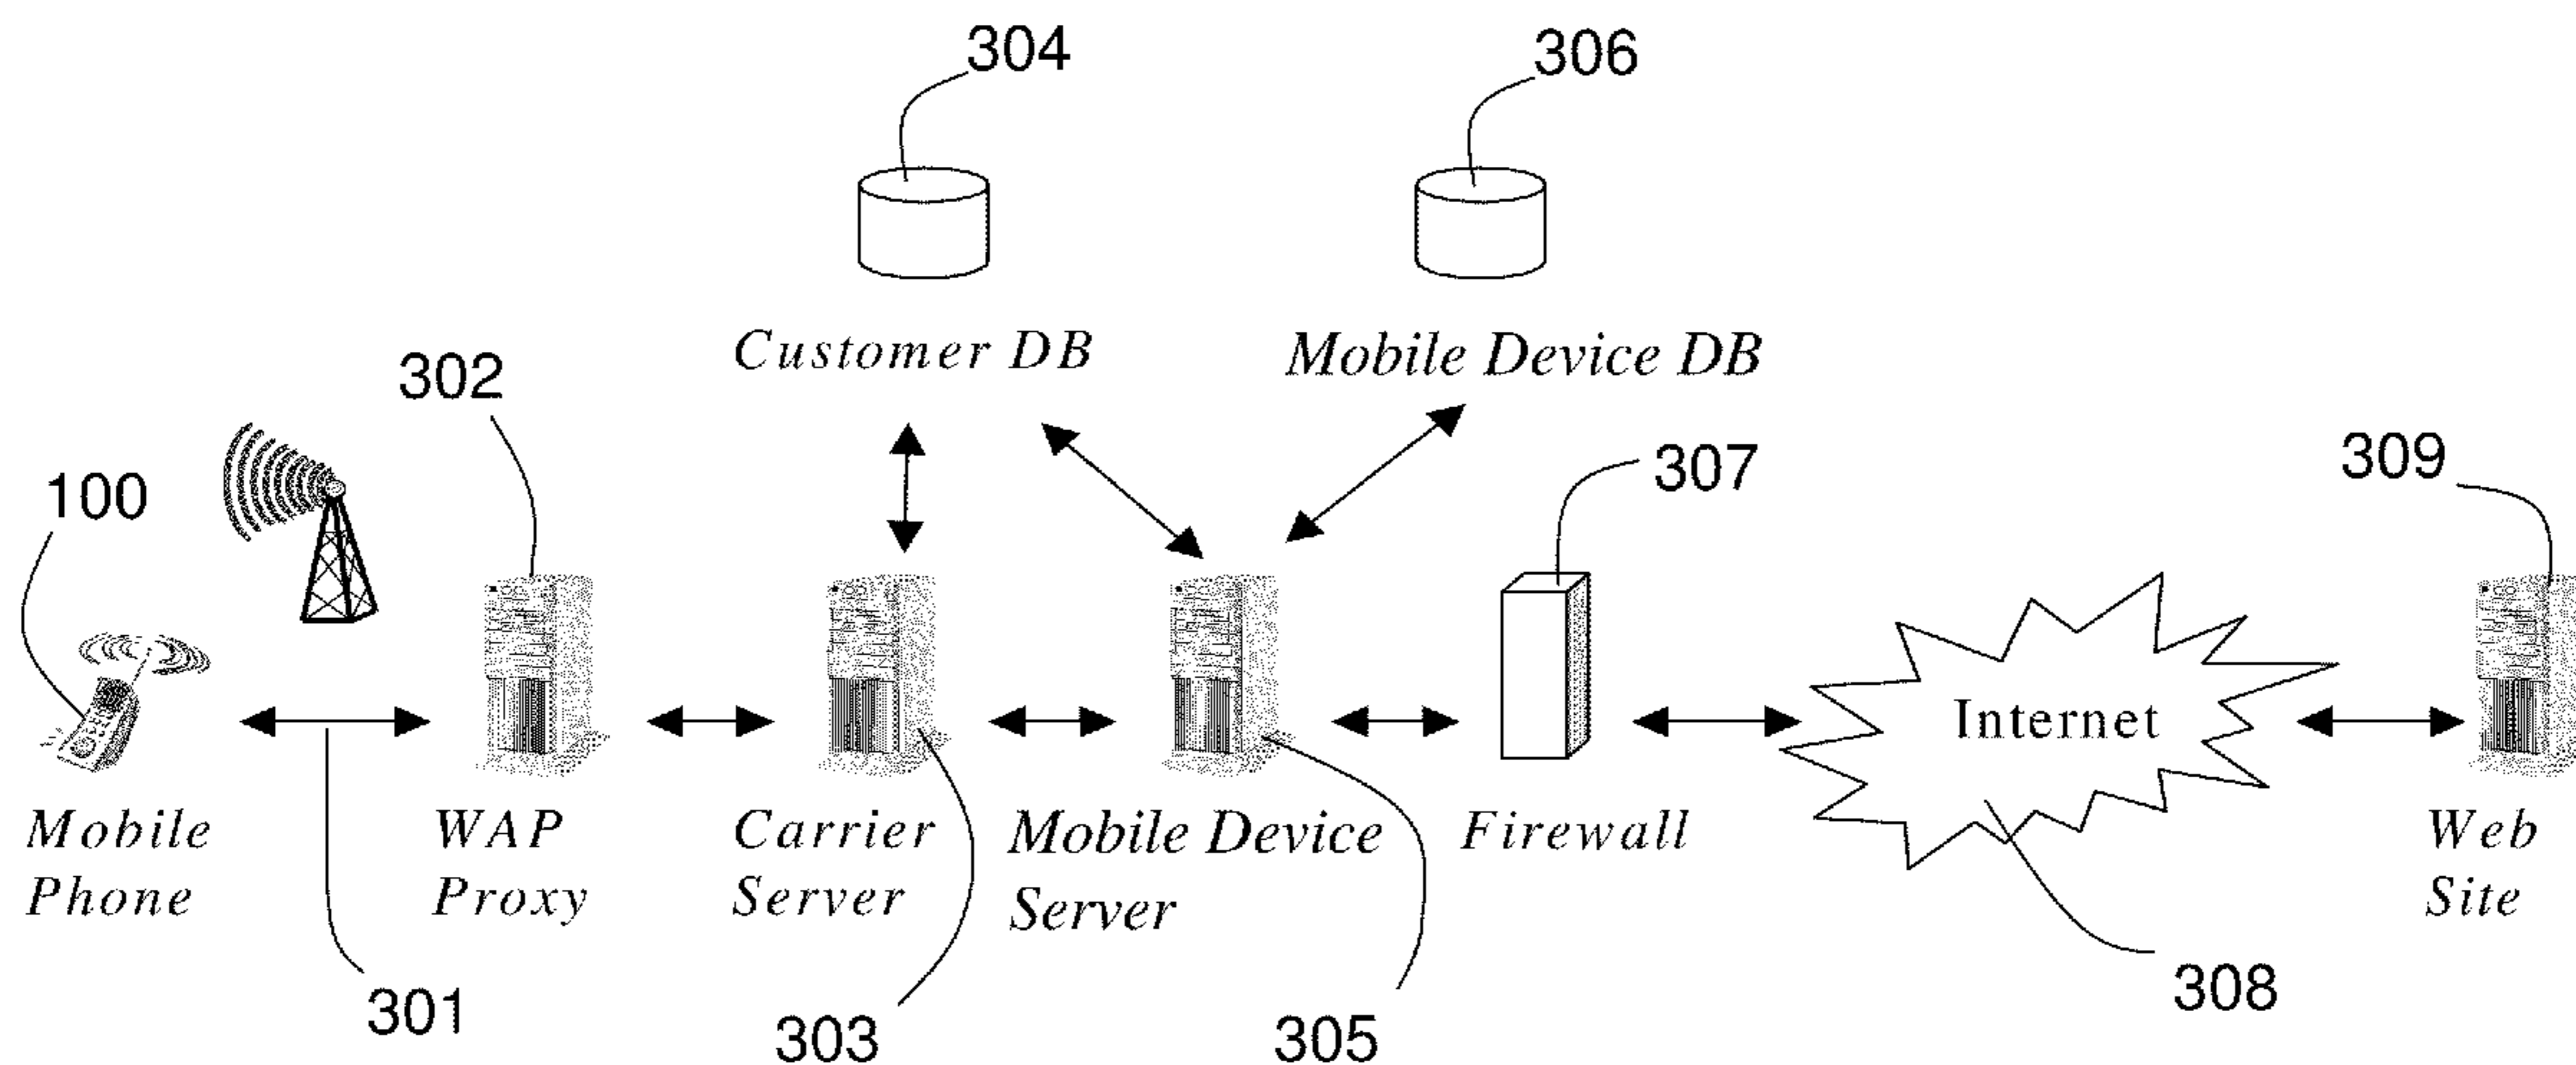 304
306
Customer DB
Mobile Device DB
302
307
309
100
Internet
Mobile
Phone
WAP
Proxy
Carrier
Server
Mobile Device
Server
Firewall
Web
Site
301
303
305
308